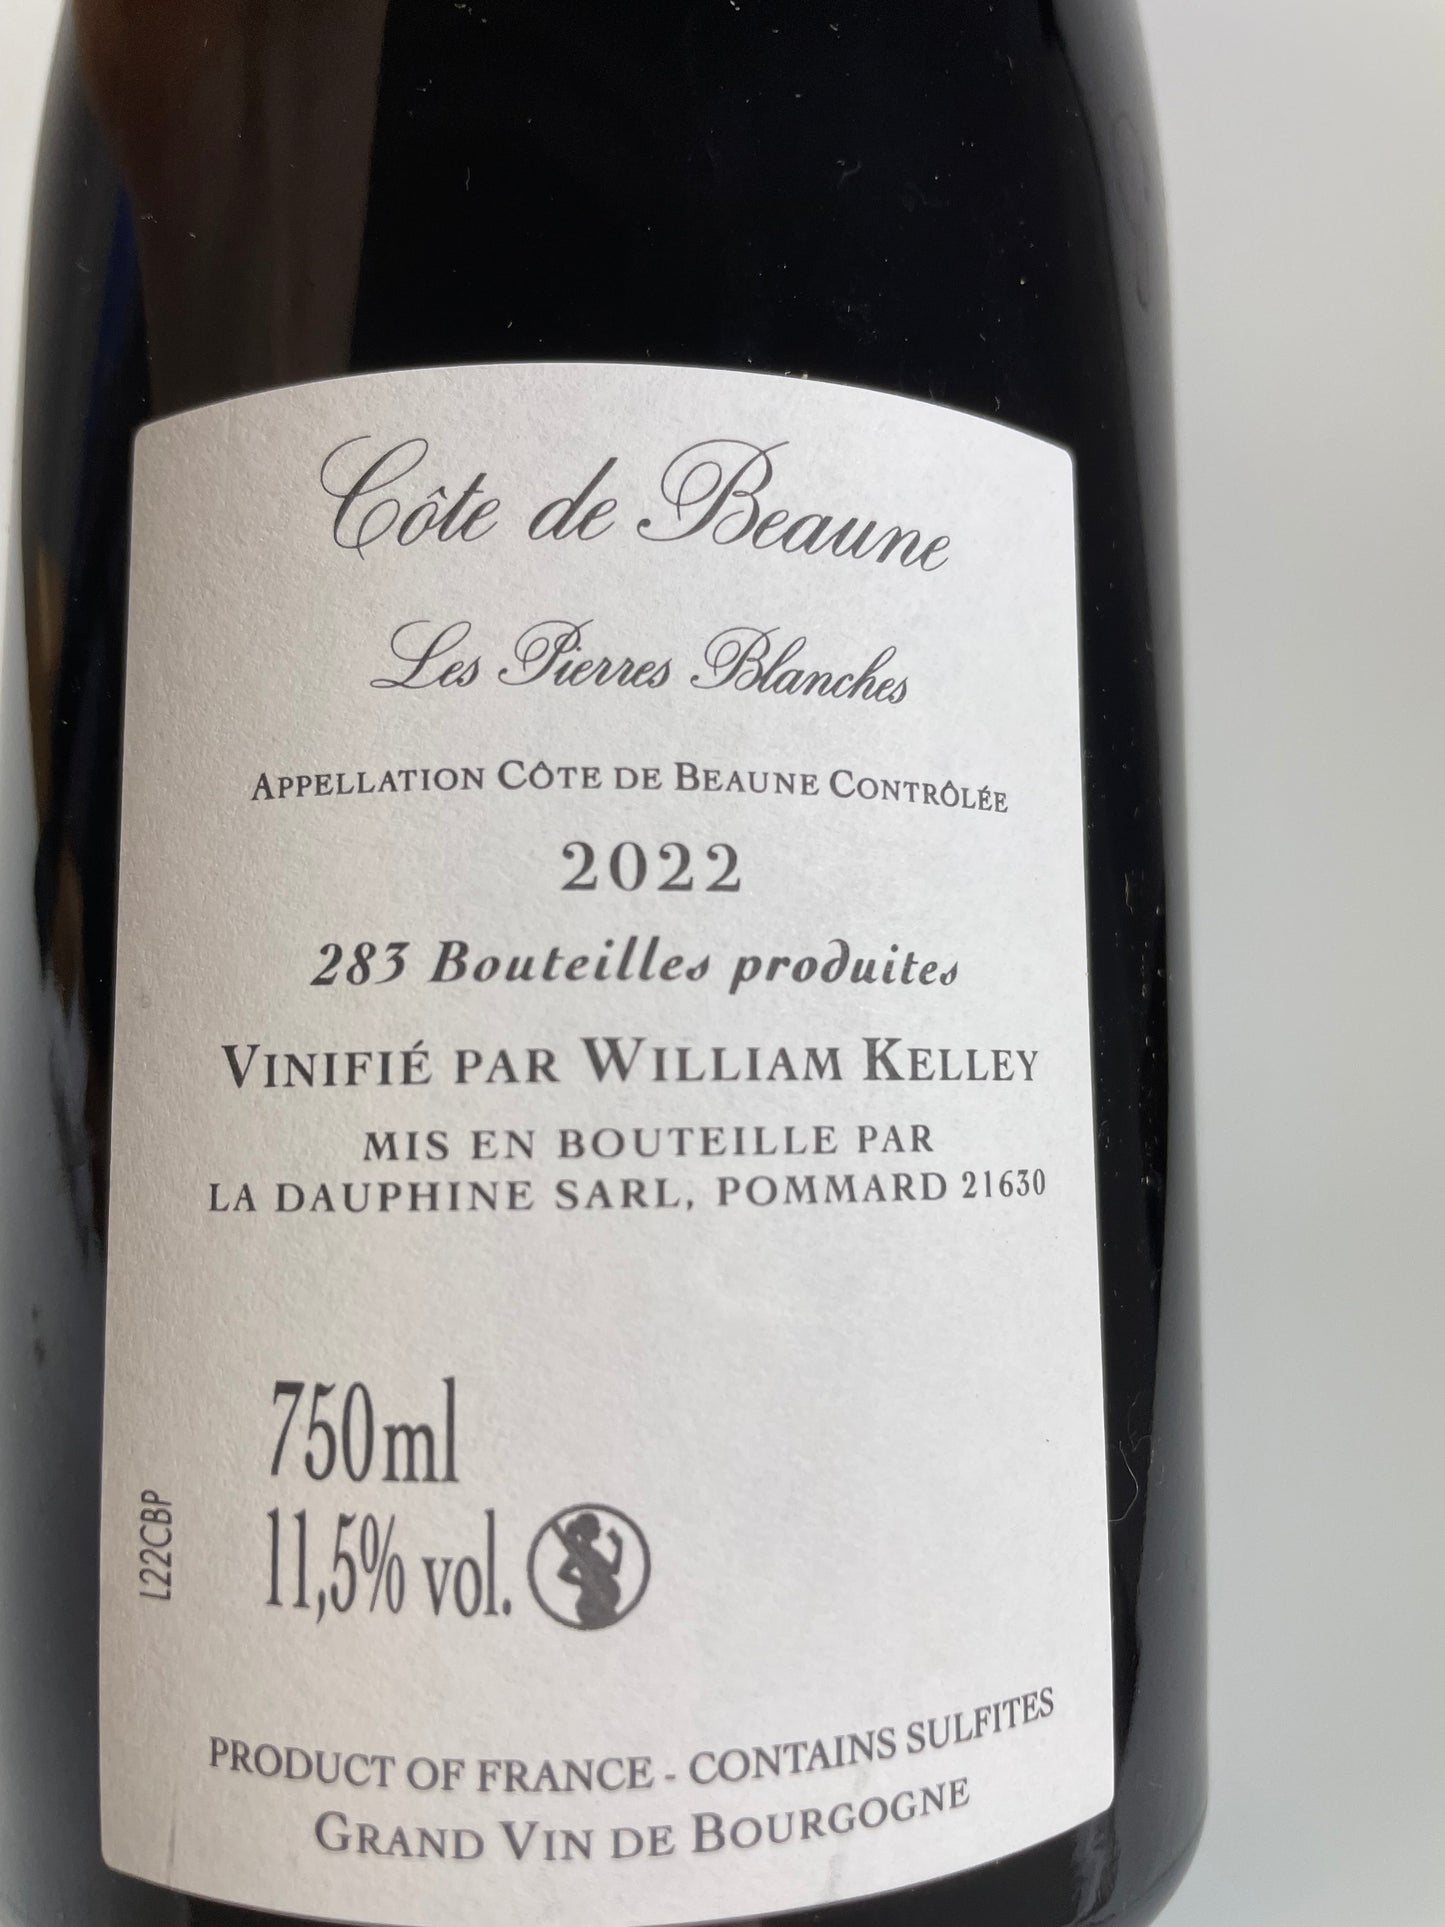 Côte de Beaune
Les Pierres Blanches
APPELLATION CÔTE DE BEAUNE CONTRÔLÉE
2022
283 Bouteilles produites
VINIFIÉ PAR WILLIAM KELLEY
MIS EN BOUTEILLE PAR
LA DAUPHINE SARL, POMMARD 21630
750ml
11,5% vol.
L22CBP
PRODUCT OF FRANCE - CONTAINS SULFITES
GRAND VIN DE BOURGOGNE